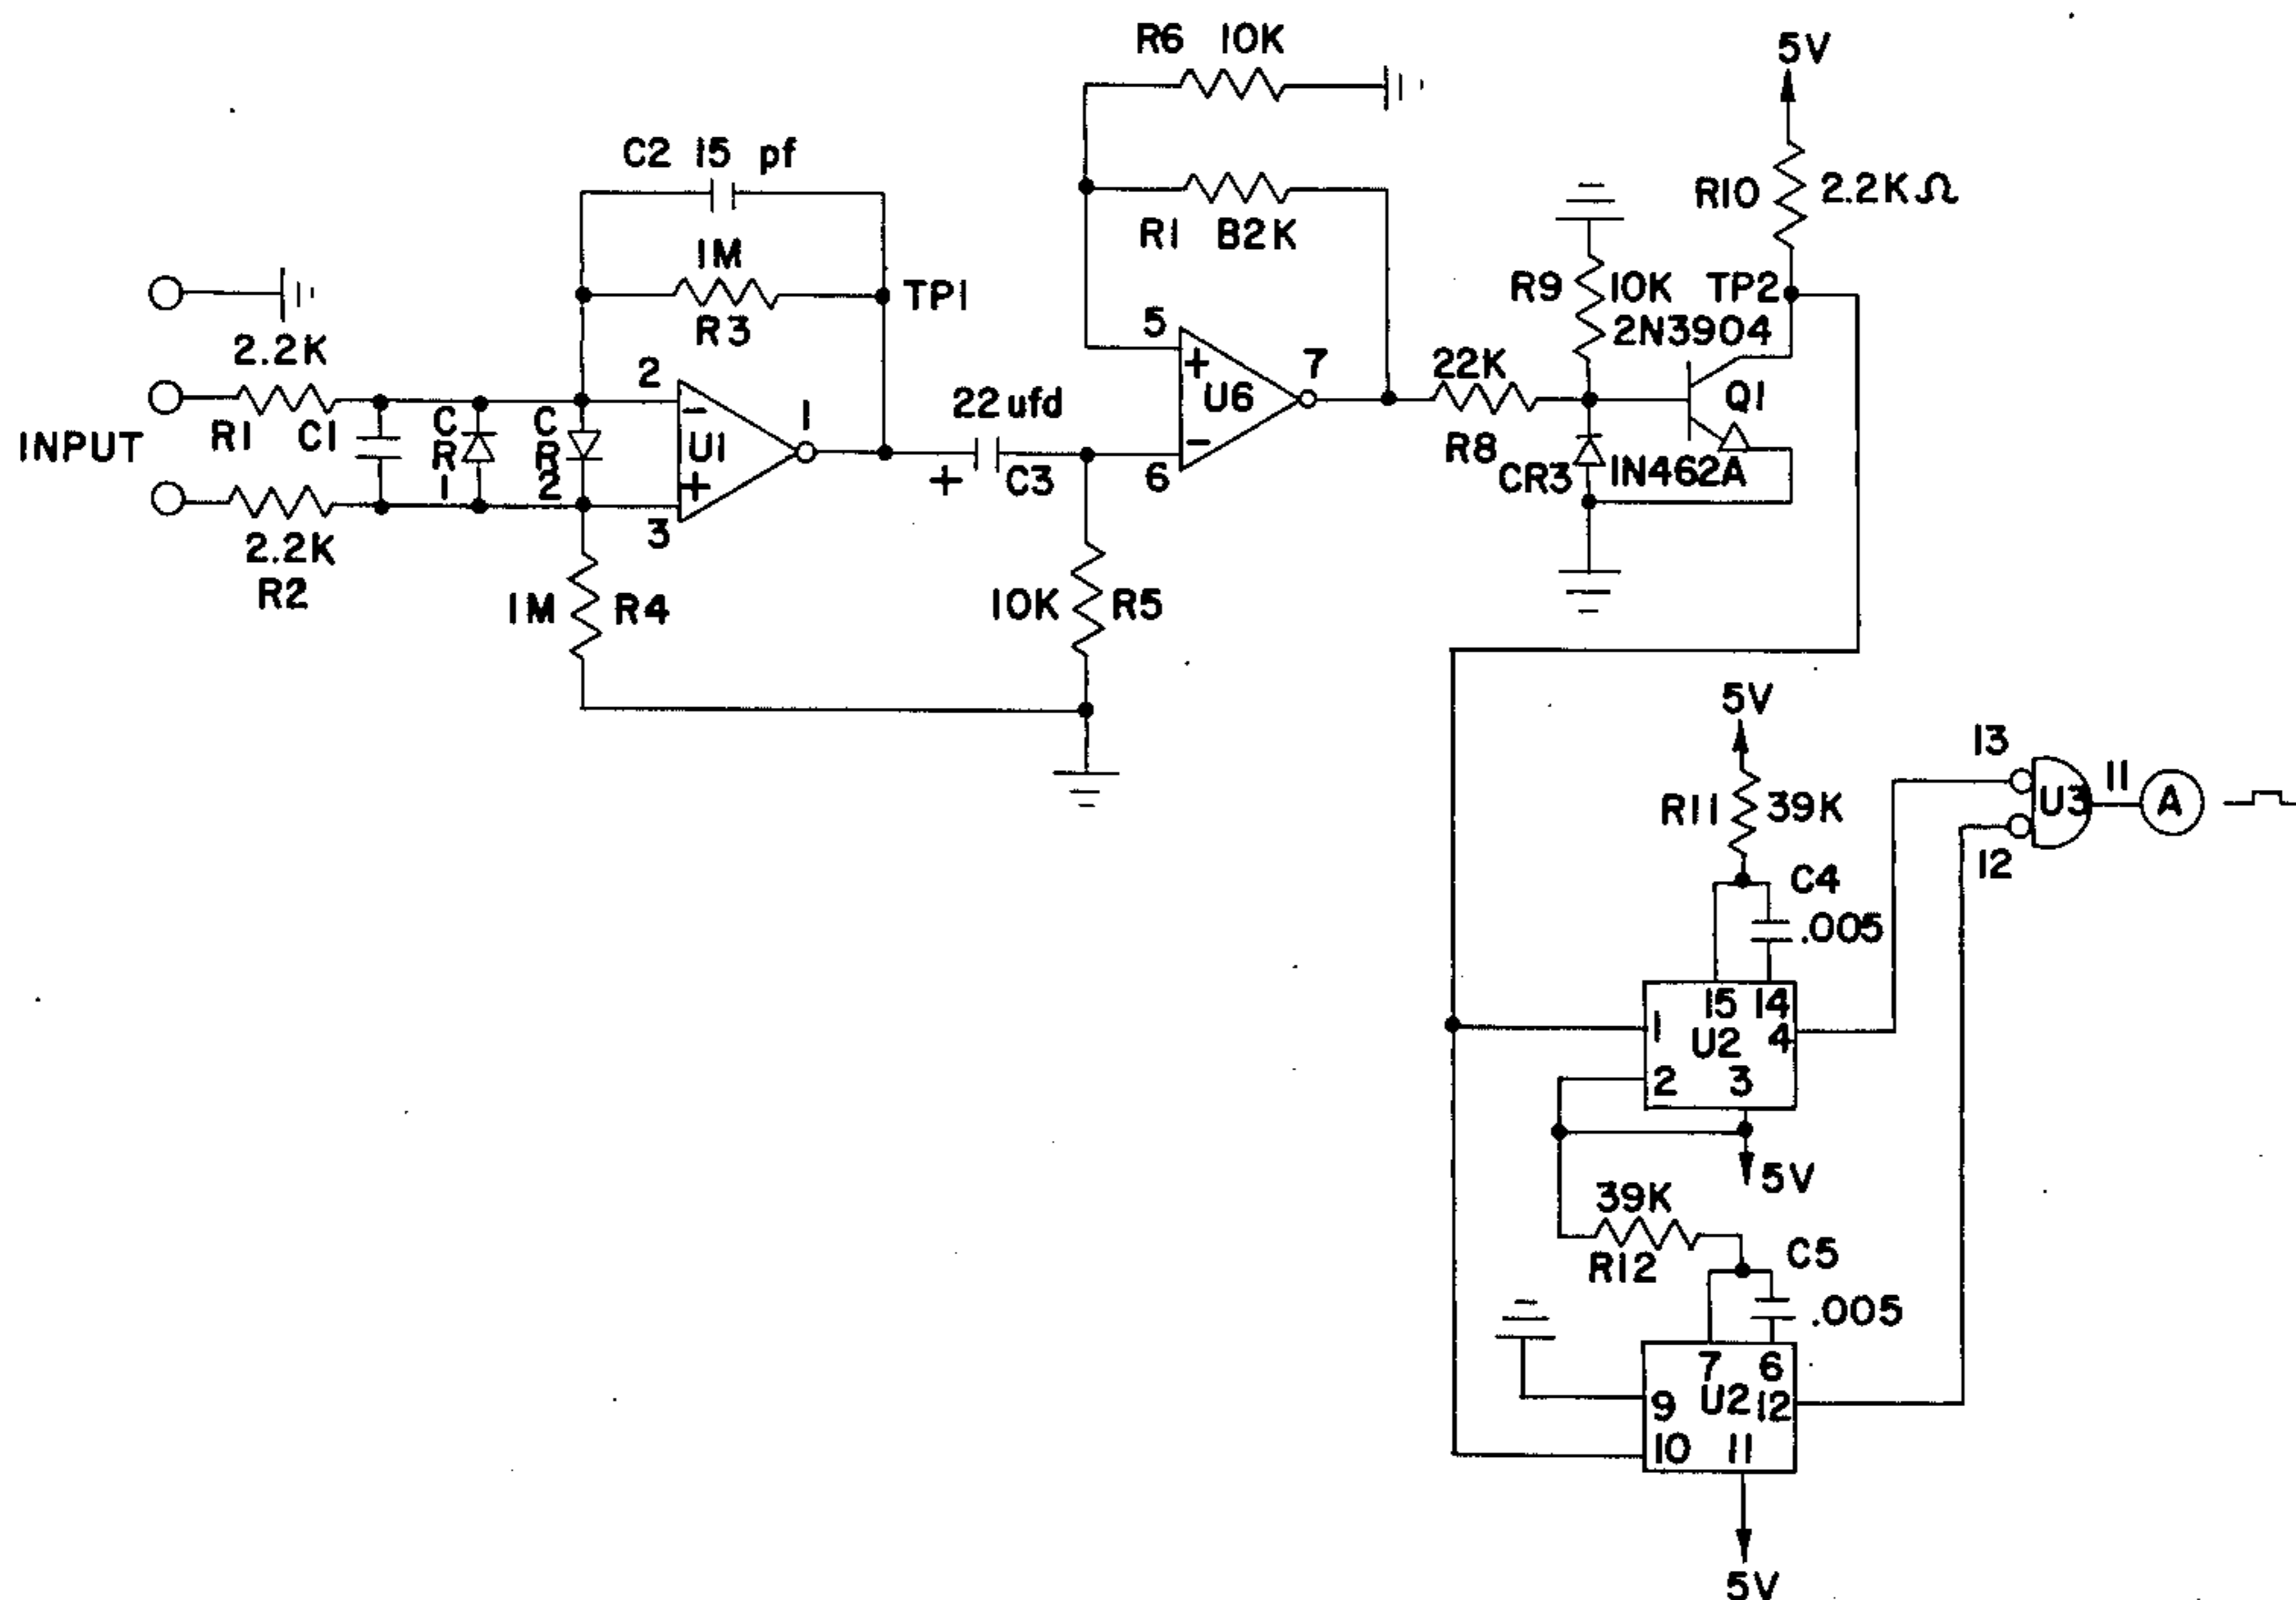 R6 10K
5V
C2 15 pf
R10 2.2KΩ
1M
R1 B2K
TP1
R3
R9 10K TP2
2N3904
2.2K
2
5
7
22K
+
U6
-
Q1
R1 C1
C
R
1
C
R
2
-
U1
+
1
22ufd
+ C3
6
R8
CR3 1N462A
INPUT
3
2.2K
R2
1M R4
10K R5
5V
13
R11 39K
U3
11
A
12
C4
.005
15 14
1 U2 4
2 3
5V
39K
R12
C5
.005
7 6
9 U2 12
10 11
5V